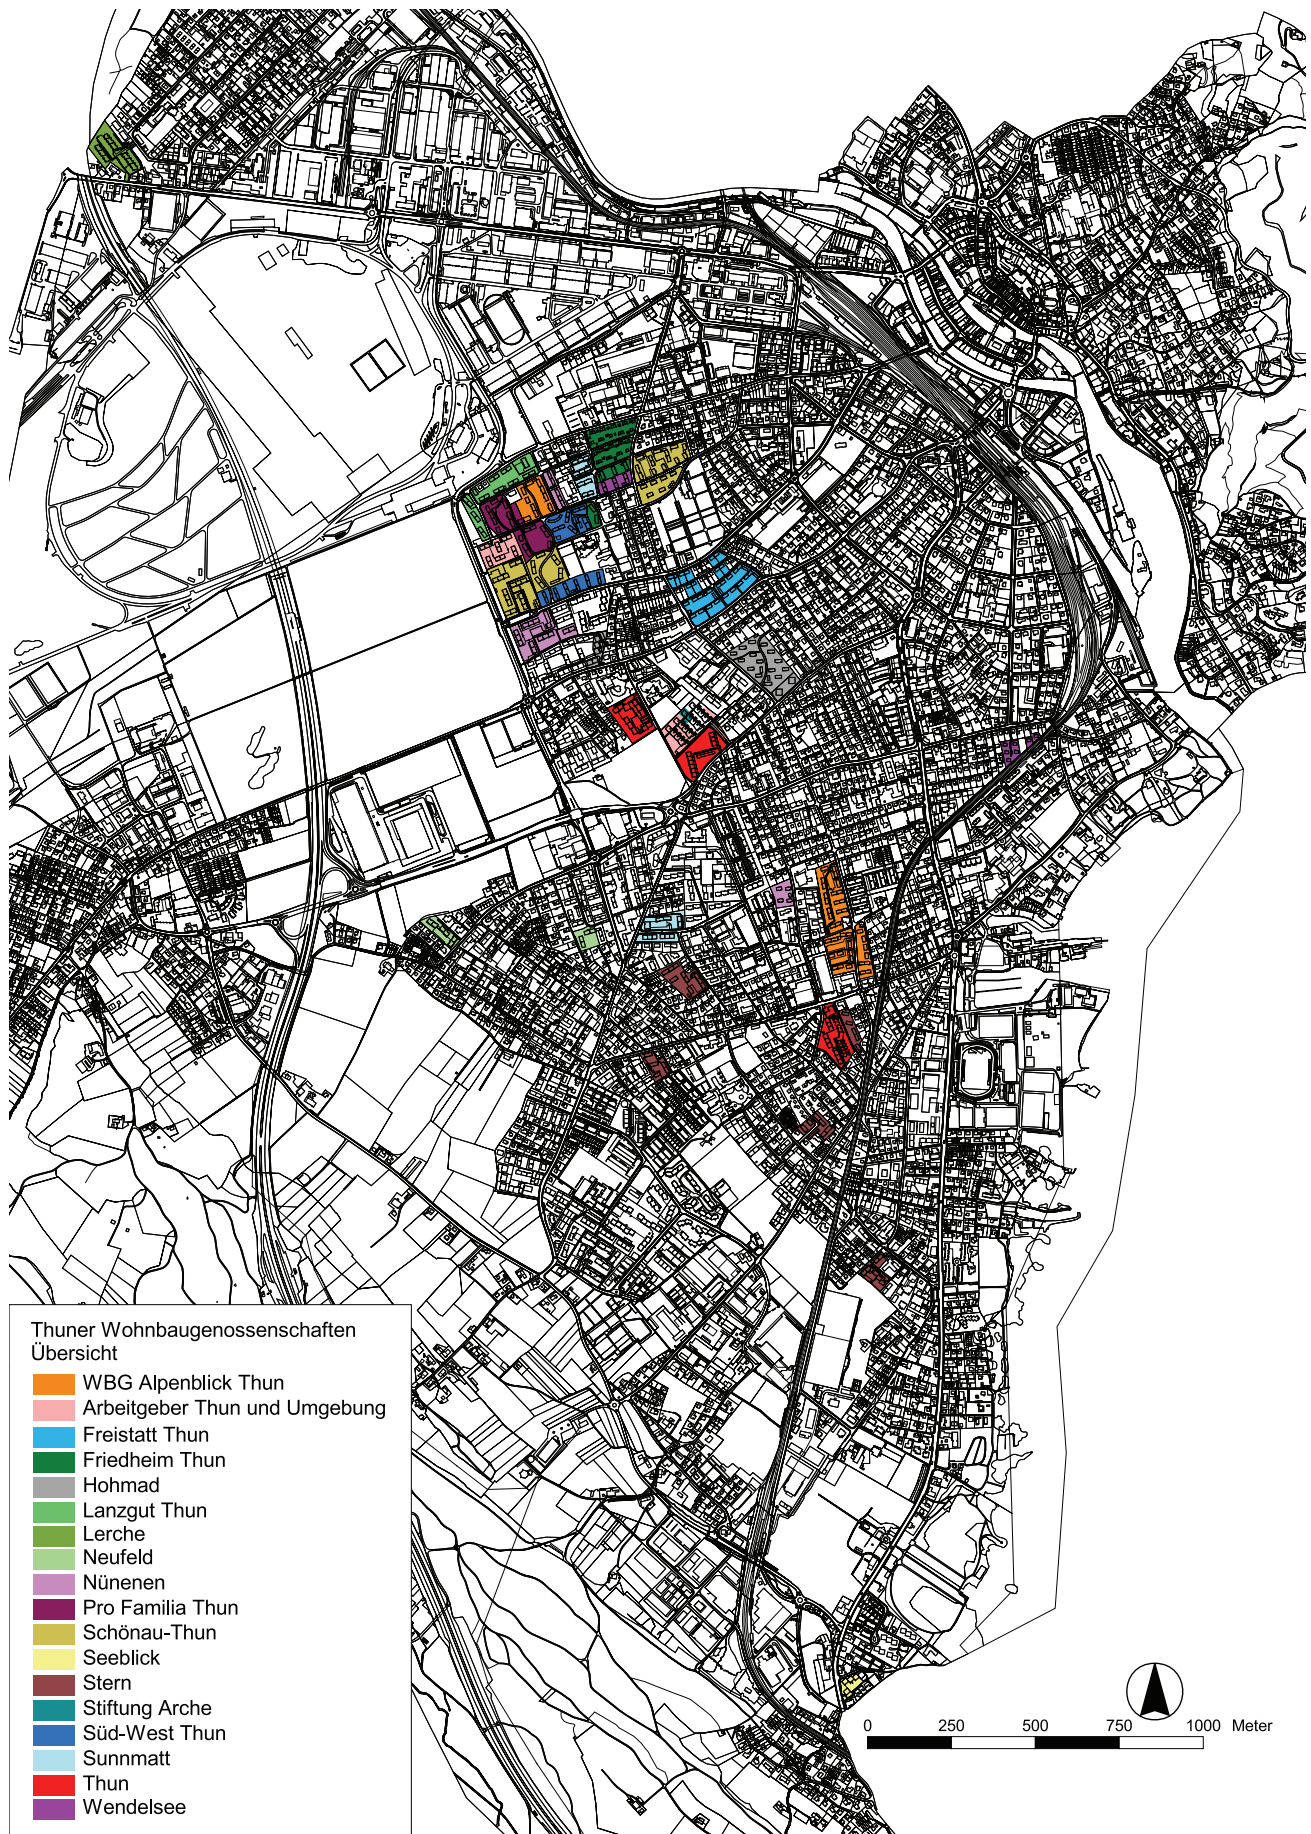 Thuner Wohnbaugenossenschaften
Übersicht
WBG Alpenblick Thun
Arbeitgeber Thun und Umgebung
Freistatt Thun
Friedheim Thun
Hohmad
Lanzgut Thun
Lerche
Neufeld
Nünenen
Pro Familia Thun
Schönau-Thun
Seeblick
Stern
Stiftung Arche
Süd-West Thun
Sunnmatt
Thun
Wendelsee
0 250 500 750 1000 Meter